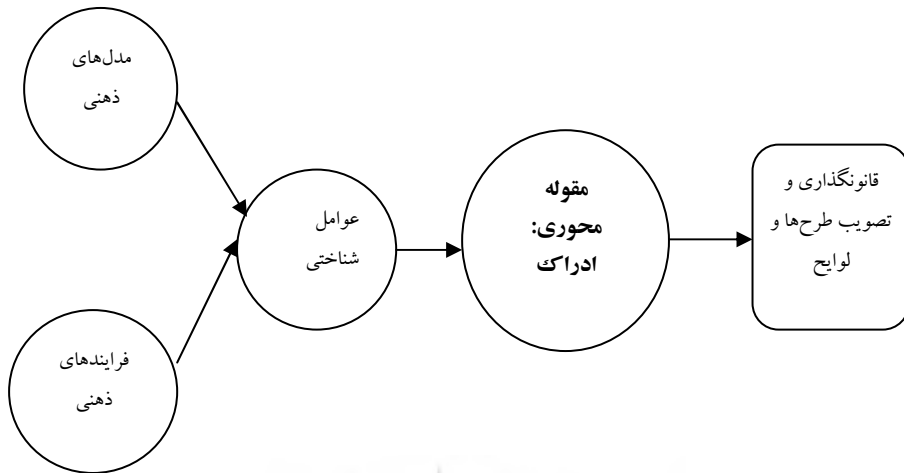 مدل‌های
ذهنی
فرایندهای
ذهنی
عوامل
شناختی
مقوله
محوری:
ادراک
قانونگذاری و
تصویب طرح‌ها و
لوایح